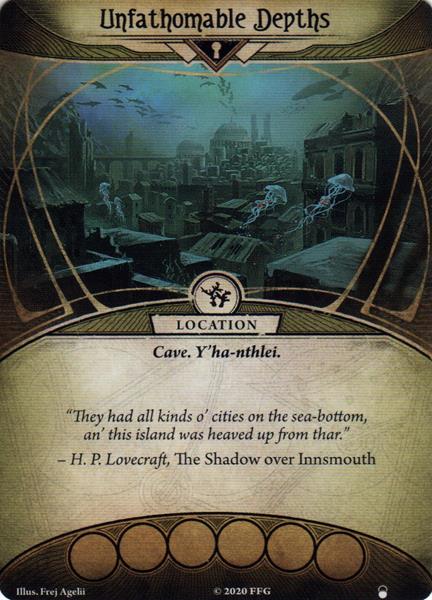 Unfathomable Depths
LOCATION
Cave. Y'ha-nthlei.
“They had all kinds o' cities on the sea-bottom,
an' this island was heaved up from thar.”
– H. P. Lovecraft, The Shadow over Innsmouth
Illus. Frej Agelii
© 2020 FFG